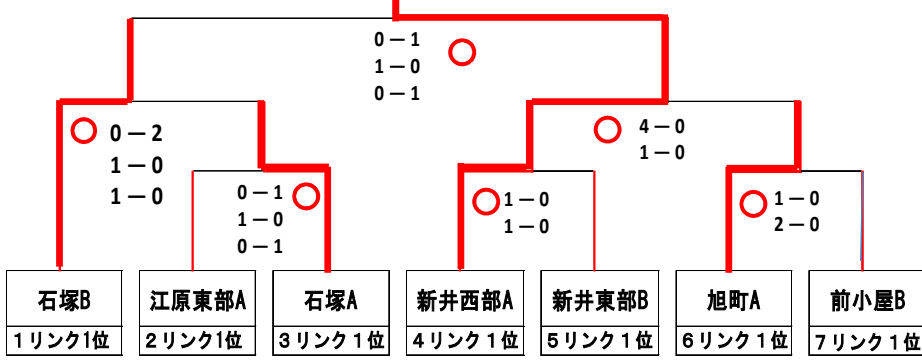 0－1
1－0
0－1
0－2
1－0
1－0
4－0
1－0
0－1
1－0
0－1
1－0
1－0
1－0
2－0
石塚B
江原東部A
石塚A
新井西部A
新井東部B
旭町A
前小屋B
1リンク1位
2リンク1位
3リンク1位
4リンク1位
5リンク1位
6リンク1位
7リンク1位